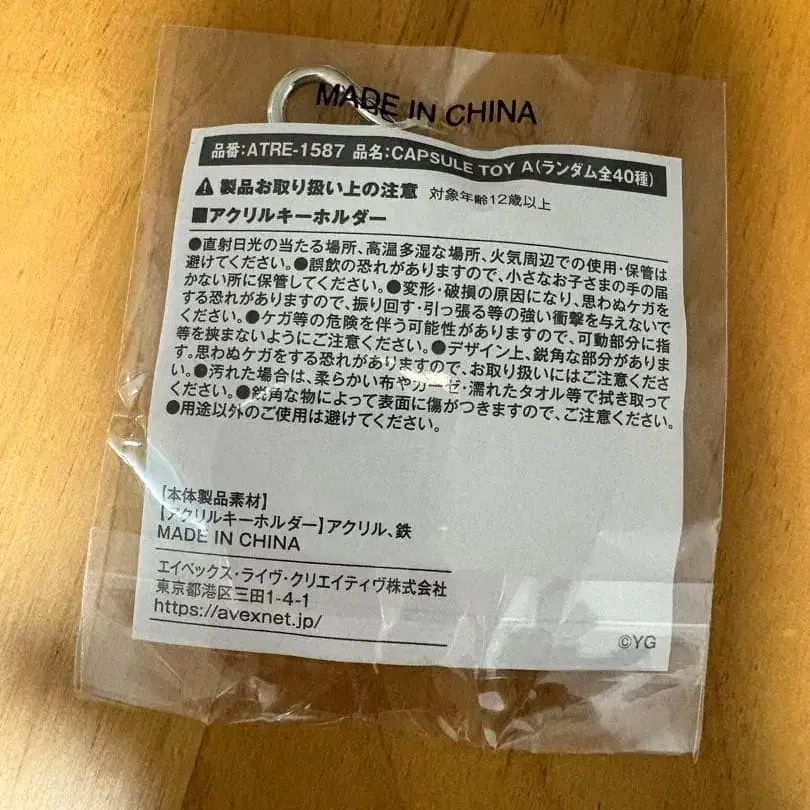 MADE IN CHINA
品番:ATRE-1587 品名:CAPSULE TOY A(ランダム全40種)
⚠ 製品お取り扱い上の注意 対象年齢12歳以上
■アクリルキーホルダー
●直射日光の当たる場所、高温多湿な場所、火気周辺での使用・保管は
避けてください。●誤飲の恐れがありますので、小さなお子さまの手の届
かない所に保管してください。●変形・破損の原因になり、思わぬケガを
する恐れがありますので、振り回す・引っ張る等の強い衝撃を与えないで
ください。●ケガ等の危険を伴う可能性がありますので、可動部分に指
等を挟まないようにご注意ください。●デザイン上、鋭角な部分がありま
す。思わぬケガをする恐れがありますので、お取り扱いにはご注意くださ
い。●汚れた場合は、柔らかい布やガーゼ・濡れたタオル等で拭き取って
ください。●鋭角な物によって表面に傷がつきますので、ご注意ください。
●用途以外のご使用は避けてください。
【本体製品素材】
【アクリルキーホルダー】アクリル、鉄
MADE IN CHINA
エイベックス・ライヴ・クリエイティヴ株式会社
東京都港区三田1-4-1
https://avexnet.jp/
©YG